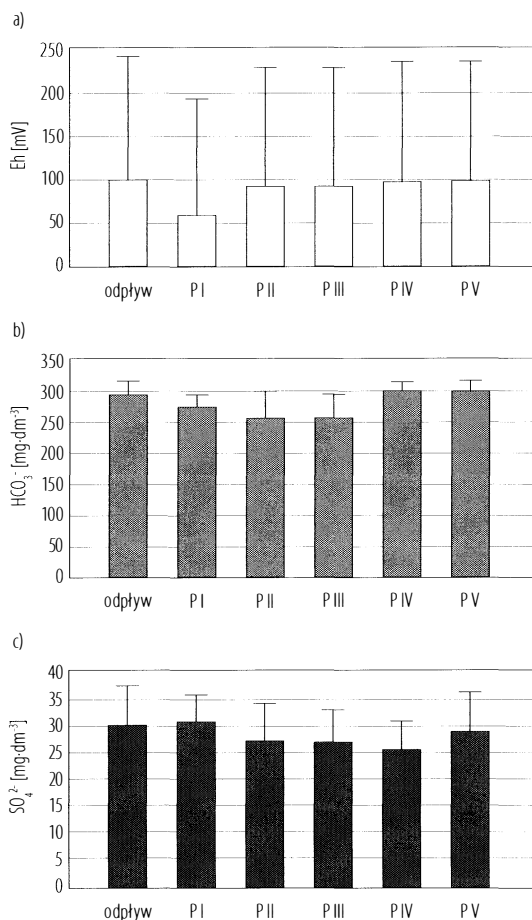 a)
Eh [mV]
250
200
150
100
50
0
odpływ P I P II P III P IV P V
b)
HCO₃⁻ [mg·dm⁻³]
350
300
250
200
300
150
100
50
0
odpływ P I P II P III P IV P V
c)
SO₄²⁻ [mg·dm⁻³]
40
35
30
25
20
15
10
5
0
odpływ P I P II P III P IV P V